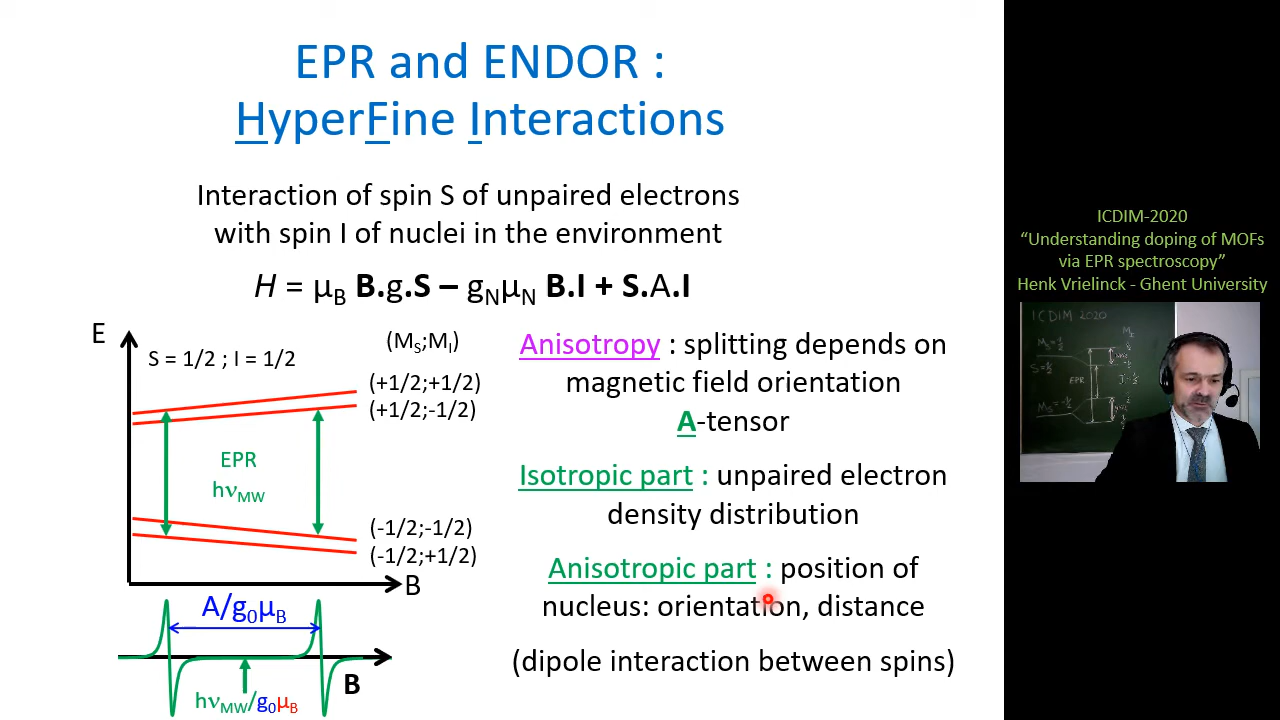 EPR and ENDOR :
HyperFine Interactions
Interaction of spin S of unpaired electrons
with spin I of nuclei in the environment
H = μB B.g.S – gNμN B.I + S.A.I
E
S = 1/2 ; I = 1/2
(MS;MI)
(+1/2;+1/2)
(+1/2;-1/2)
EPR
hνMW
(-1/2;-1/2)
(-1/2;+1/2)
B
A/g0μB
B
hνMW/g0μB
Anisotropy : splitting depends on
magnetic field orientation
A-tensor
Isotropic part : unpaired electron
density distribution
Anisotropic part : position of
nucleus: orientation, distance
(dipole interaction between spins)
ICDIM-2020
“Understanding doping of MOFs
via EPR spectroscopy”
Henk Vrielinck - Ghent University
ICDIM 2020
EPR